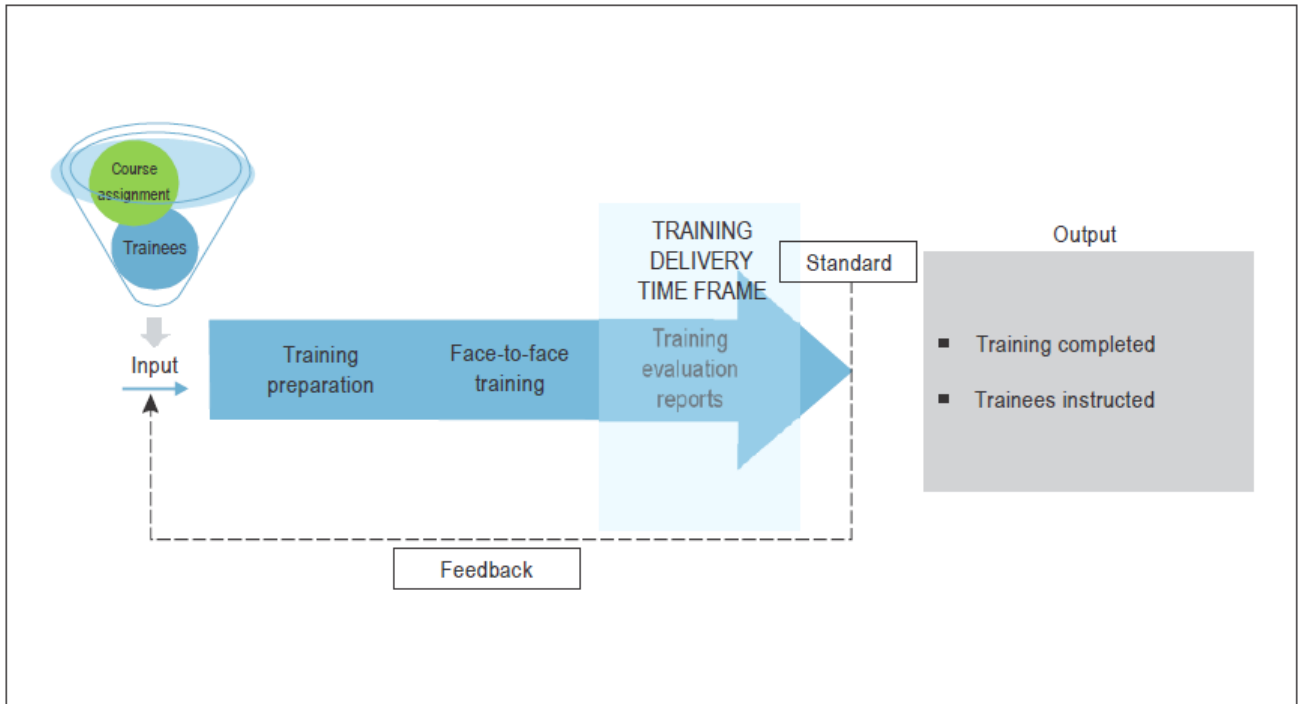 Course
assignment
Trainees
Input
Training
preparation
Face-to-face
training
TRAINING
DELIVERY
TIME FRAME
Training
evaluation
reports
Standard
Feedback
Output
Training completed
Trainees instructed